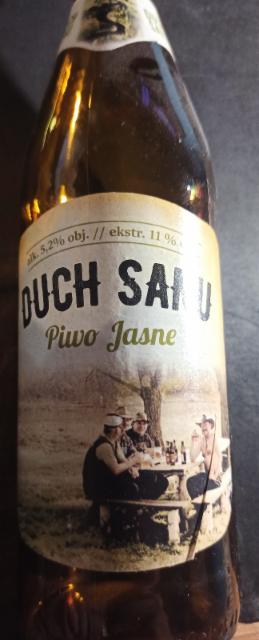 alk. 5,2% obj. // ekstr. 11 %
DUCH SANU
Piwo Jasne